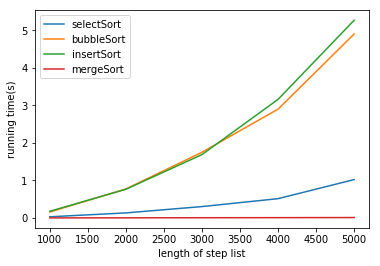 selectSort
bubbleSort
insertSort
mergeSort
running time(s)
5
4
3
2
1
0
1000 1500 2000 2500 3000 3500 4000 4500 5000
length of step list